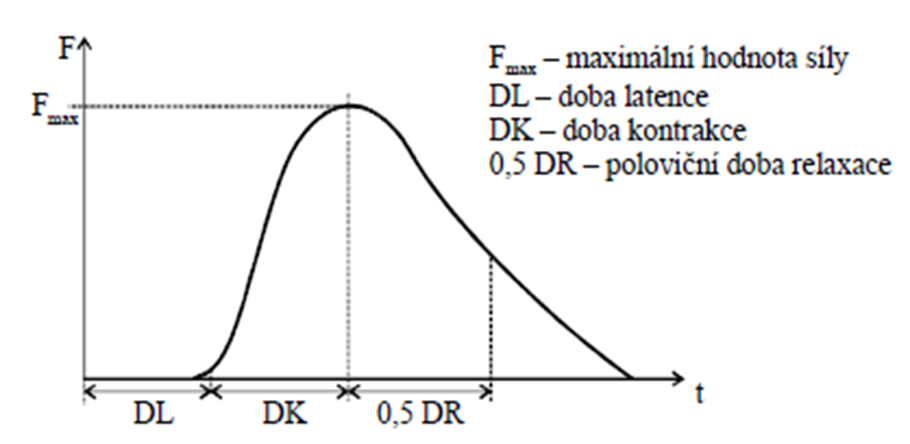 F
F_max – maximální hodnota síly
DL – doba latence
DK – doba kontrakce
0,5 DR – poloviční doba relaxace
F_max
DL
DK
0,5 DR
t